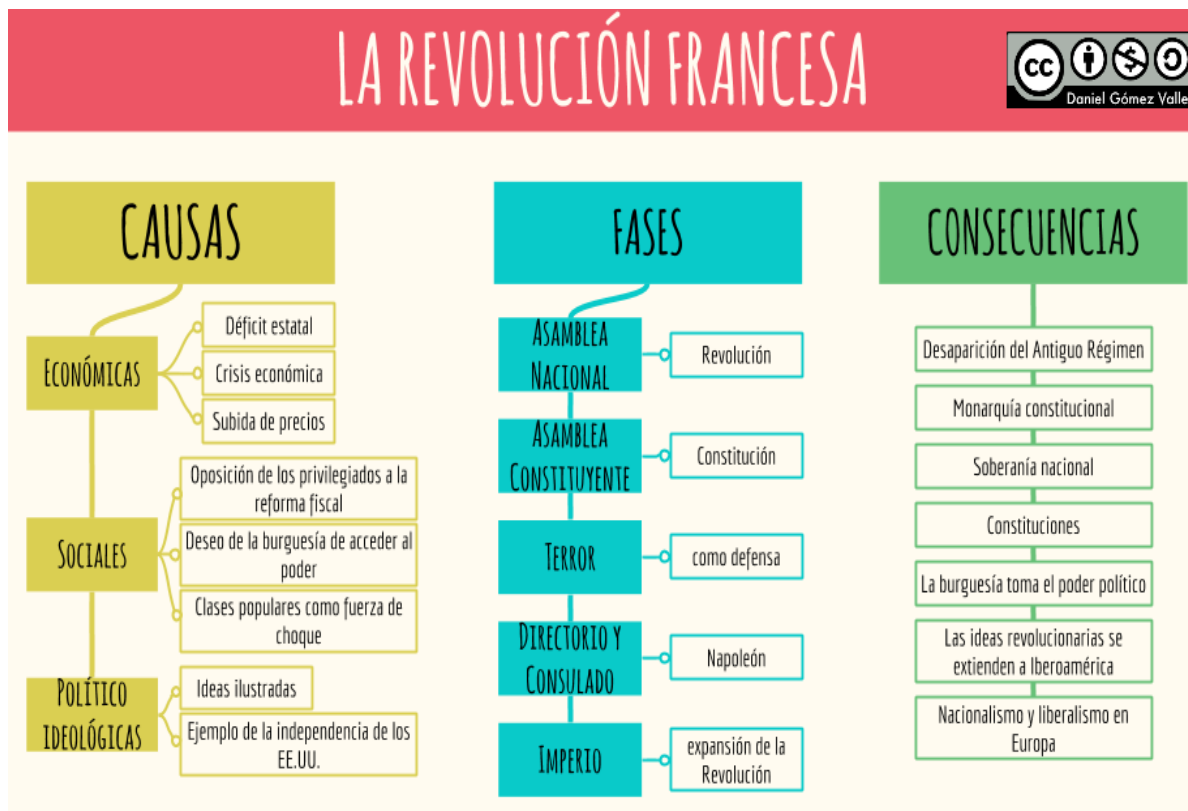 LA REVOLUCIÓN FRANCESA
cc
Daniel Gómez Valle
CAUSAS
ECONÓMICAS
Déficit estatal
Crisis económica
Subida de precios
SOCIALES
Oposición de los privilegiados a la
reforma fiscal
Deseo de la burguesía de acceder al
poder
Clases populares como fuerza de
choque
POLÍTICO
IDEOLÓGICAS
Ideas ilustradas
Ejemplo de la independencia de los
EE.UU.
FASES
ASAMBLEA
NACIONAL
Revolución
ASAMBLEA
CONSTITUYENTE
Constitución
TERROR
como defensa
DIRECTORIO Y
CONSULADO
Napoleón
IMPERIO
expansión de la
Revolución
CONSECUENCIAS
Desaparición del Antiguo Régimen
Monarquía constitucional
Soberanía nacional
Constituciones
La burguesía toma el poder político
Las ideas revolucionarias se
extienden a Iberoamérica
Nacionalismo y liberalismo en
Europa